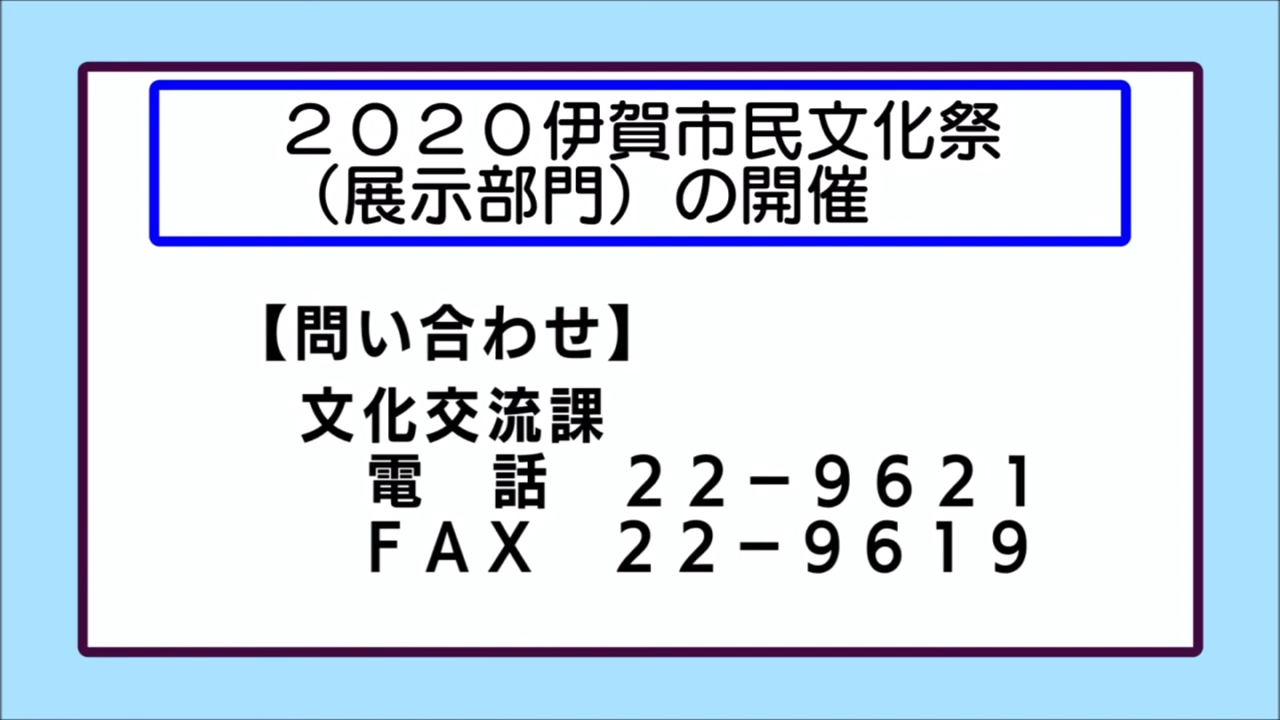 ２０２０伊賀市民文化祭
（展示部門）の開催
【問い合わせ】
文化交流課
電　話　２２－９６２１
ＦＡＸ　２２－９６１９